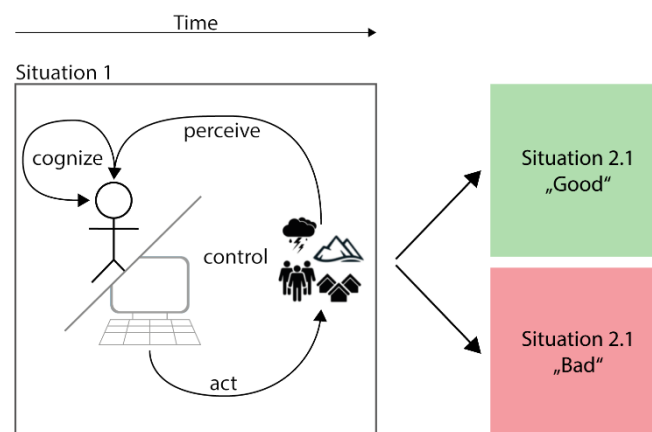 Time
Situation 1
perceive
cognize
control
act
Situation 2.1
„Good“
Situation 2.1
„Bad“